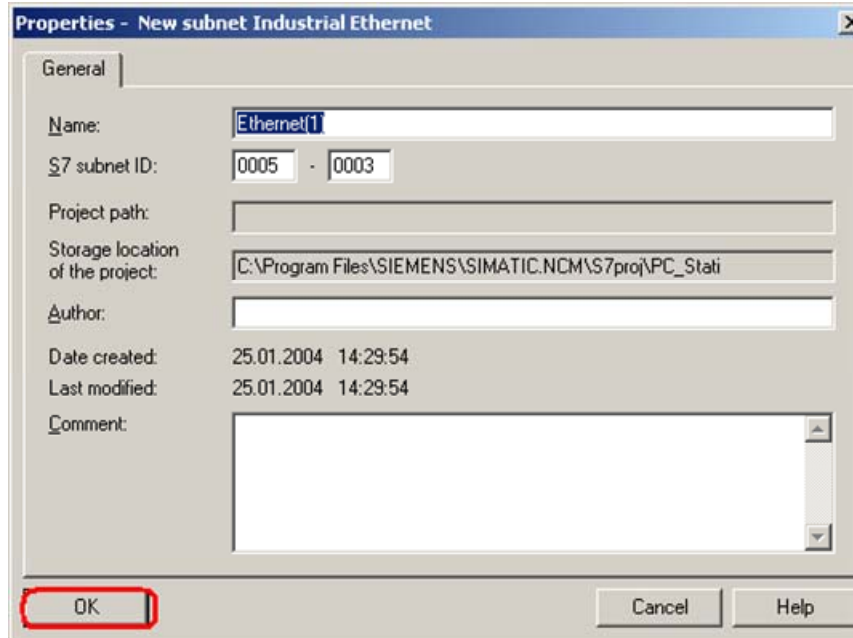 Properties - New subnet Industrial Ethernet
General
Name: Ethernet(1)
S7 subnet ID: 0005 - 0003
Project path:
Storage location
of the project: C:\Program Files\SIEMENS\SIMATIC.NCM\S7proj\PC_Stati
Author:
Date created: 25.01.2004 14:29:54
Last modified: 25.01.2004 14:29:54
Comment:
OK Cancel Help